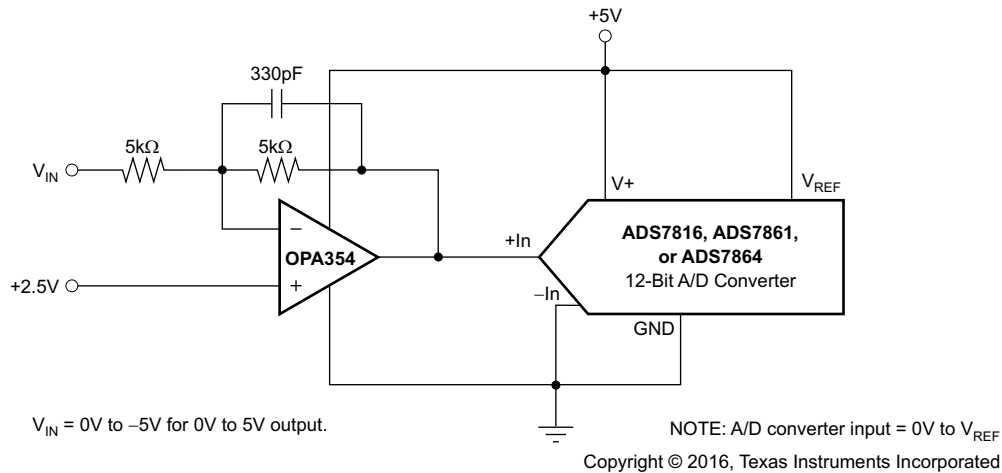 +5V
330pF
5kΩ
5kΩ
V_IN
V+
V_REF
−
OPA354
+
+2.5V
+In
−In
ADS7816, ADS7861,
or ADS7864
12-Bit A/D Converter
GND
V_IN = 0V to −5V for 0V to 5V output.
NOTE: A/D converter input = 0V to V_REF
Copyright © 2016, Texas Instruments Incorporated